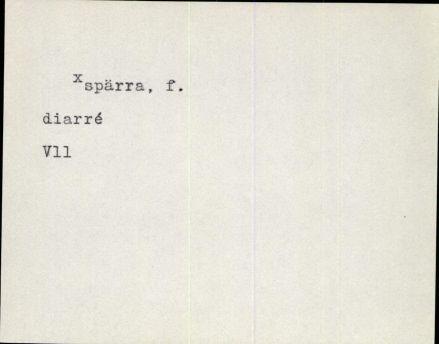 xspärra, f.
diarré
Vll